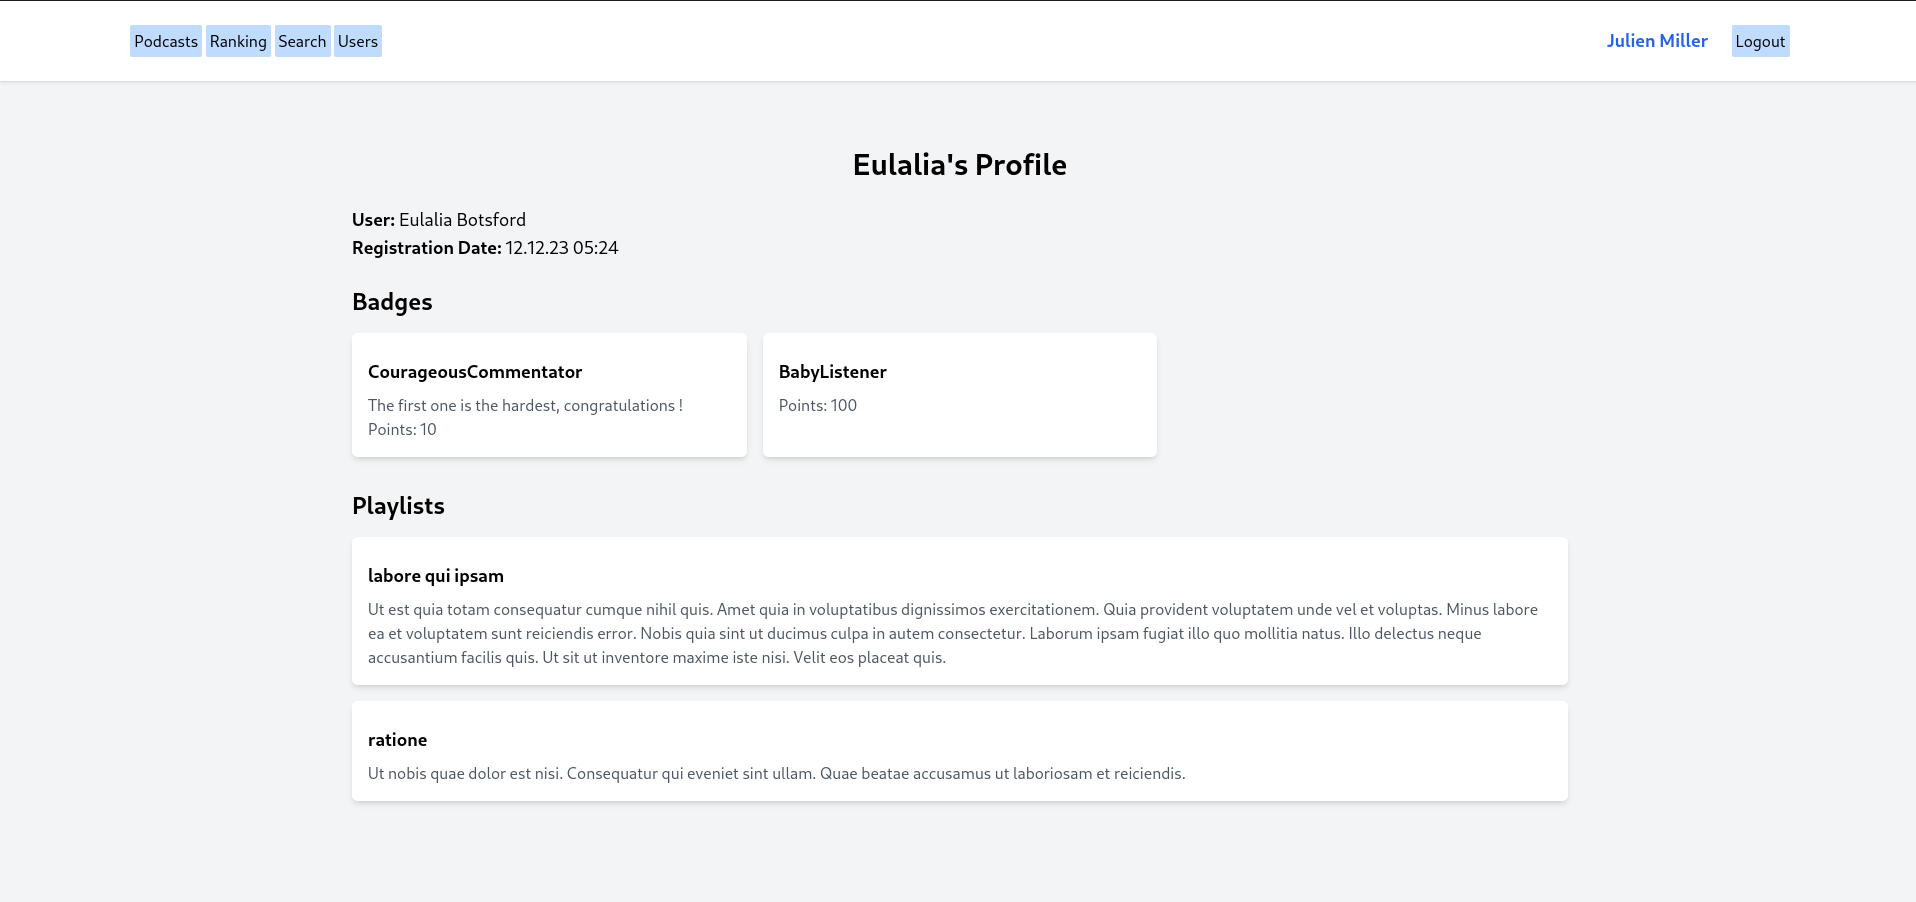 Podcasts Ranking Search Users Julien Miller Logout
Eulalia's Profile
User: Eulalia Botsford
Registration Date: 12.12.23 05:24
Badges
CourageousCommentator
The first one is the hardest, congratulations !
Points: 10
BabyListener
Points: 100
Playlists
labore qui ipsam
Ut est quia totam consequatur cumque nihil quis. Amet quia in voluptatibus dignissimos exercitationem. Quia provident voluptatem unde vel et voluptas. Minus labore
ea et voluptatem sunt reiciendis error. Nobis quia sint ut ducimus culpa in autem consectetur. Laborum ipsam fugiat illo quo mollitia natus. Illo delectus neque
accusantium facilis quis. Ut sit ut inventore maxime iste nisi. Velit eos placeat quis.
ratione
Ut nobis quae dolor est nisi. Consequatur qui eveniet sint ullam. Quae beatae accusamus ut laboriosam et reiciendis.